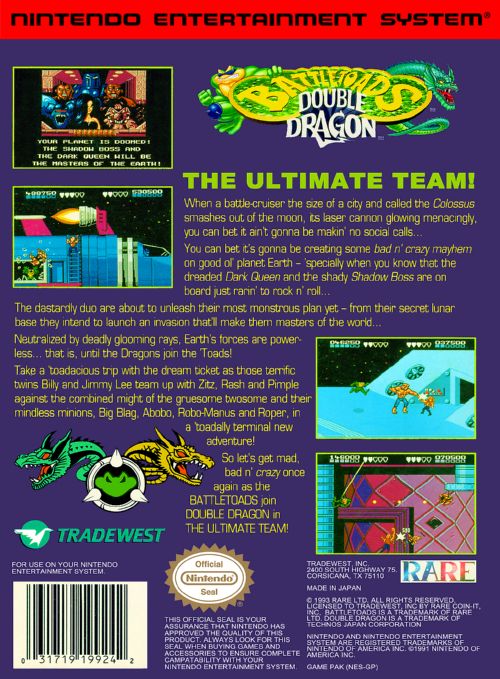 NINTENDO ENTERTAINMENT SYSTEM®
BATTLETOADS
DOUBLE
DRAGON
TM
YOUR PLANET IS DOOMED!
THE SHADOW BOSS AND
THE DARK QUEEN WILL BE
THE MASTERS OF THE EARTH!
THE ULTIMATE TEAM!
When a battle-cruiser the size of a city and called the Colossus
smashes out of the moon, its laser cannon glowing menacingly,
you can bet it ain't gonna be makin' no social calls...
You can bet it's gonna be creating some bad n' crazy mayhem
on good ol' planet Earth – 'specially when you know that the
dreaded Dark Queen and the shady Shadow Boss are on
board just rarin' to rock n' roll...
The dastardly duo are about to unleash their most monstrous plan yet – from their secret lunar
base they intend to launch an invasion that'll make them masters of the world...
Neutralized by deadly glooming rays, Earth's forces are power-
less... that is, until the Dragons join the 'Toads!
Take a 'toadacious trip with the dream ticket as those terrific
twins Billy and Jimmy Lee team up with Zitz, Rash and Pimple
against the combined might of the gruesome twosome and their
mindless minions, Big Blag, Abobo, Robo-Manus and Roper, in
a 'toadally terminal new
adventure!
So let's get mad,
bad n' crazy once
again as the
BATTLETOADS join
DOUBLE DRAGON in
THE ULTIMATE TEAM!
TRADEWEST
FOR USE ON YOUR NINTENDO
ENTERTAINMENT SYSTEM.
0 31719 19924 2
Official
Nintendo®
Seal
THIS OFFICIAL SEAL IS YOUR
ASSURANCE THAT NINTENDO HAS
APPROVED THE QUALITY OF THIS
PRODUCT. ALWAYS LOOK FOR THIS
SEAL WHEN BUYING GAMES AND
ACCESSORIES TO ENSURE COMPLETE
CAMPATABILITY WITH YOUR
NINTENDO ENTERTAINMENT SYSTEM.
TRADEWEST, INC.
2400 SOUTH HIGHWAY 75.
CORSICANA, TX 75110
RARE
MADE IN JAPAN
© 1993 RARE LTD. ALL RIGHTS RESERVED.
LICENSED TO TRADEWEST, INC BY RARE COIN-IT,
INC. BATTLETOADS IS A TRADEMARK OF RARE
LTD. DOUBLE DRAGON IS A TRADEMARK OF
TECHNOS JAPAN CORPORATION
NINTENDO AND NINTENDO ENTERTAINMENT
SYSTEM ARE REGISTERED TRADEMARKS OF
NINTENDO OF AMERICA INC. ©1991 NINTENDO OF
AMERICA INC.
GAME PAK (NES-GP)